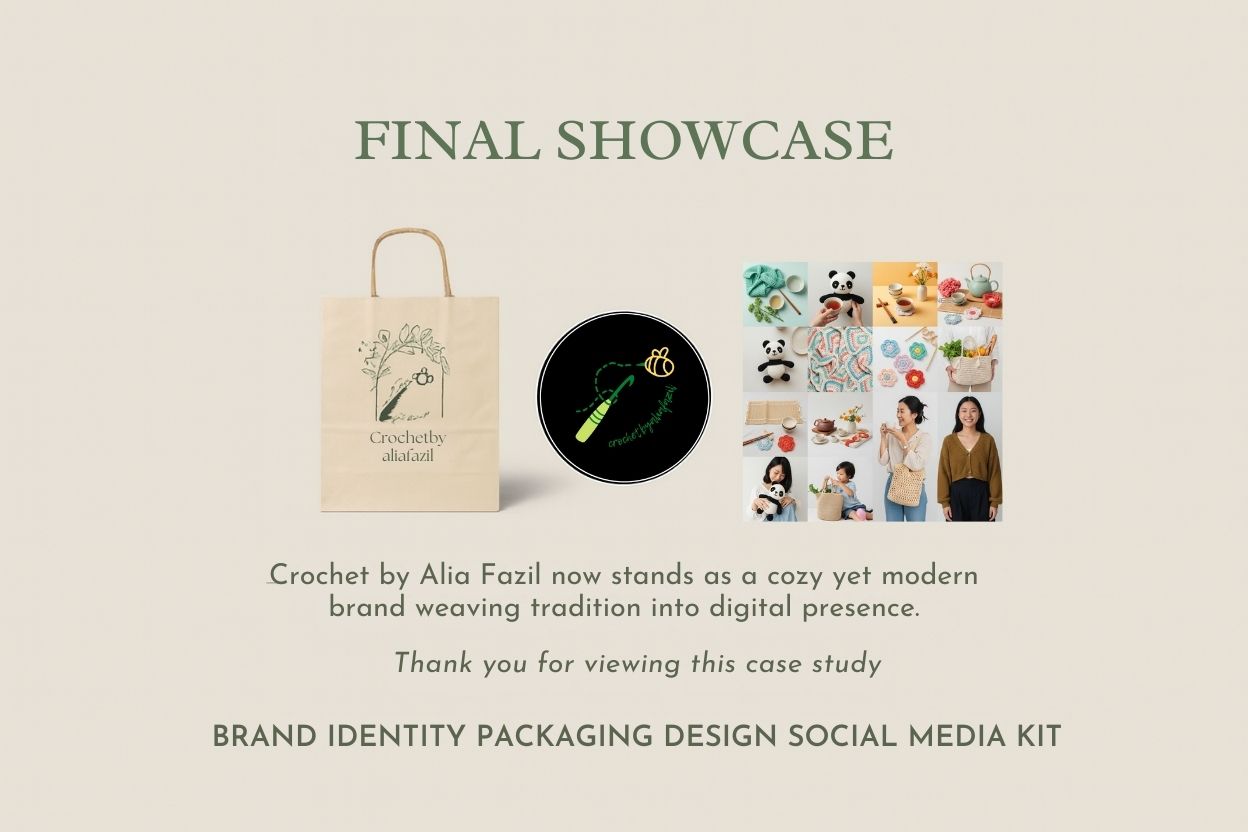 FINAL SHOWCASE
Crochetby
aliafazil
crochetbyaliafazil
Crochet by Alia Fazil now stands as a cozy yet modern
brand weaving tradition into digital presence.
Thank you for viewing this case study
BRAND IDENTITY PACKAGING DESIGN SOCIAL MEDIA KIT